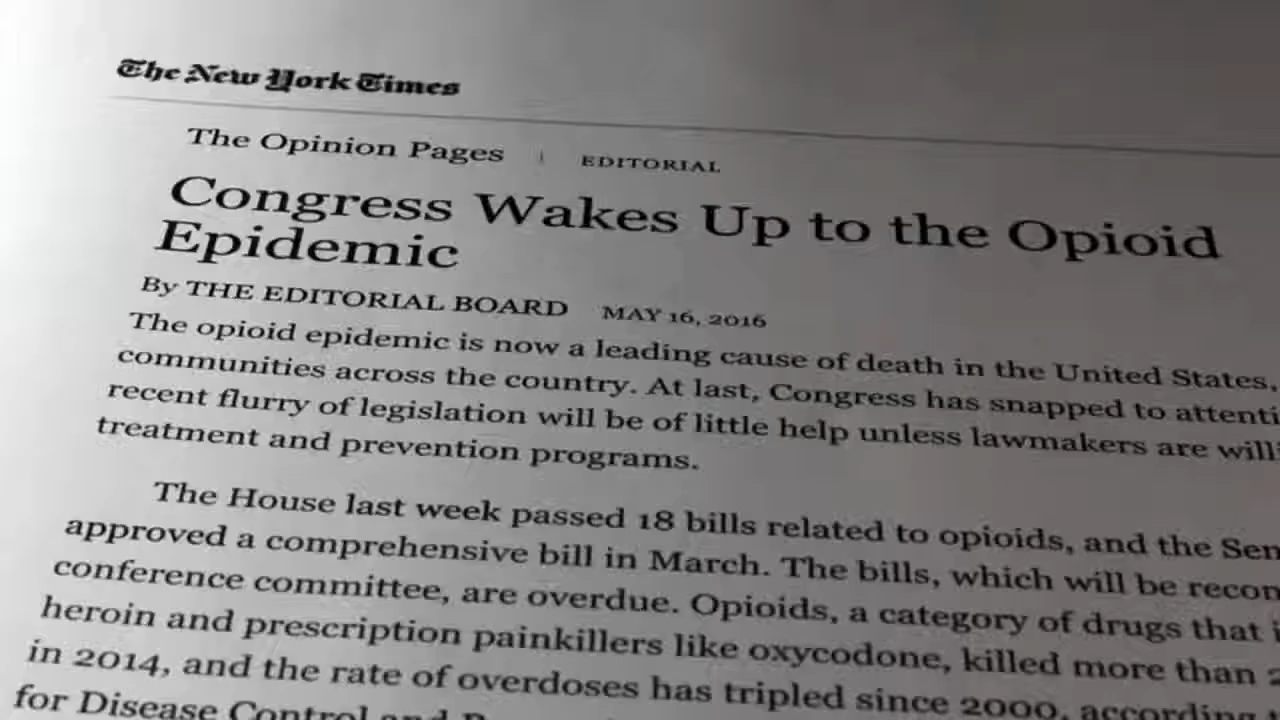 The New York Times
The Opinion Pages | EDITORIAL
Congress Wakes Up to the Opioid
Epidemic
By THE EDITORIAL BOARD MAY 16, 2016
The opioid epidemic is now a leading cause of death in the United States,
communities across the country. At last, Congress has snapped to attenti
recent flurry of legislation will be of little help unless lawmakers are will
treatment and prevention programs.
The House last week passed 18 bills related to opioids, and the Sen
approved a comprehensive bill in March. The bills, which will be recon
conference committee, are overdue. Opioids, a category of drugs that
heroin and prescription painkillers like oxycodone, killed more than
in 2014, and the rate of overdoses has tripled since 2000, according
for Disease Control and